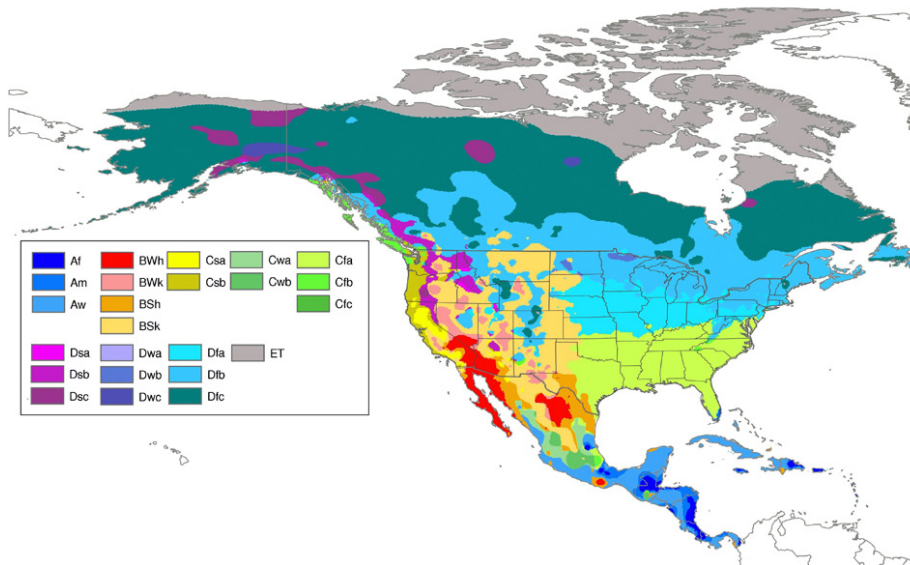 Af BWh Csa Cwa Cfa
Am BWk Csb Cwb Cfb
Aw BSh Cfc
BSk
Dsa Dwa Dfa ET
Dsb Dwb Dfb
Dsc Dwc Dfc